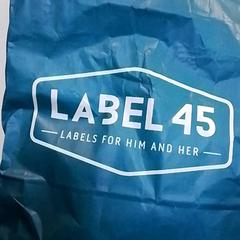 LABEL 45
LABELS FOR HIM AND HER